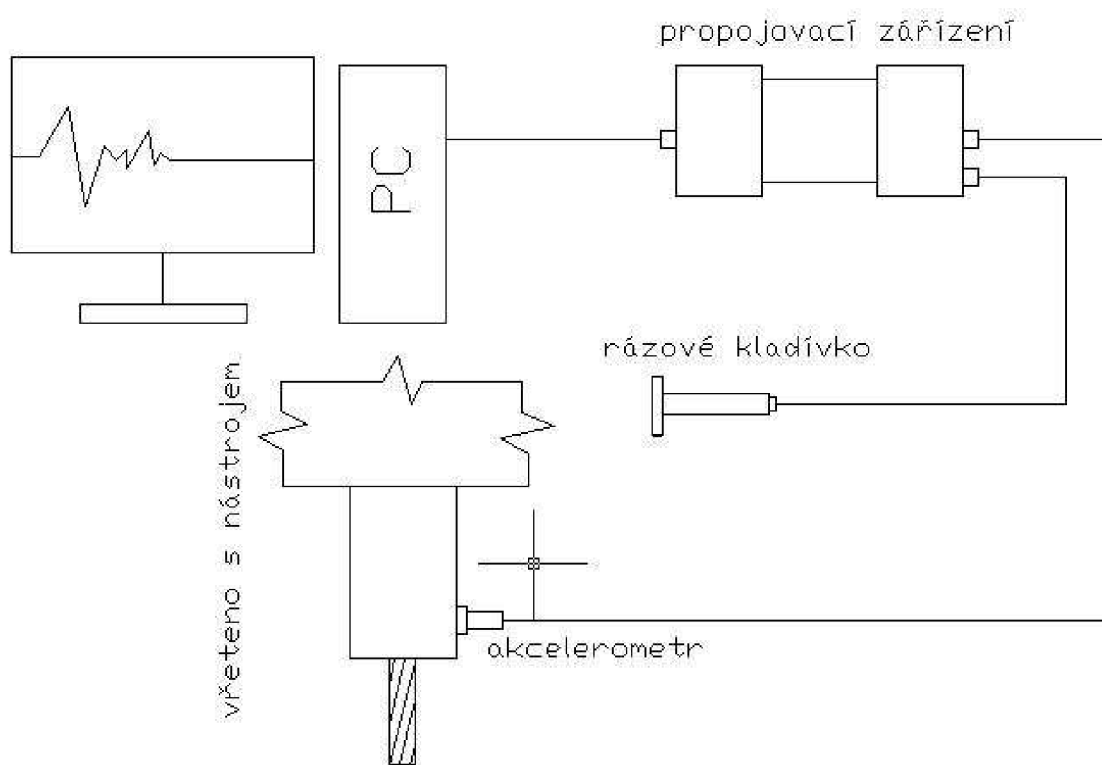 propojovací zářízení
PC
rázové kladívko
vřeteno s nástrojem
akcelerometr